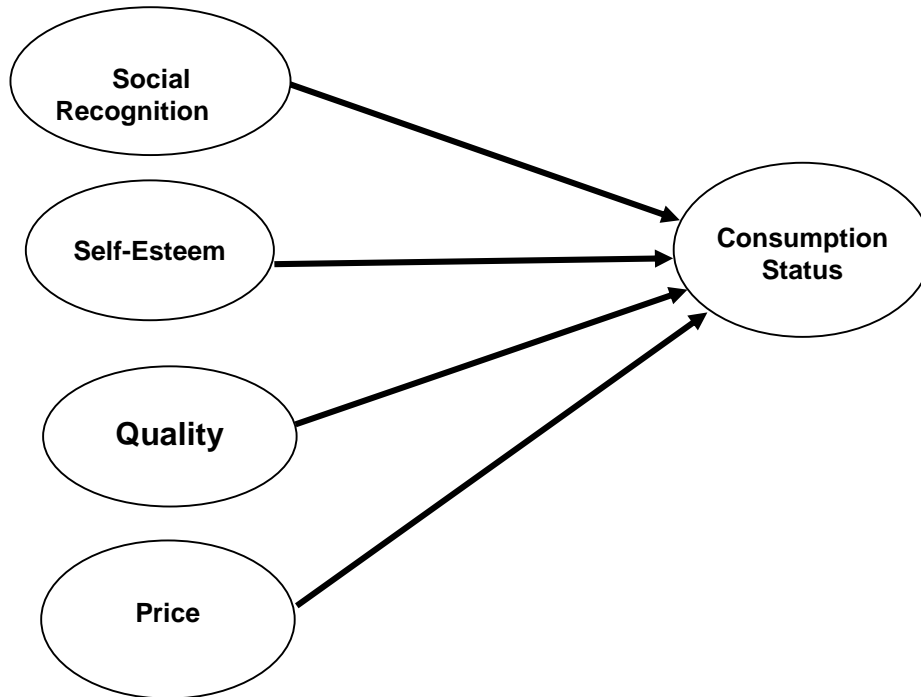 Social
Recognition
Self-Esteem
Consumption
Status
Quality
Price